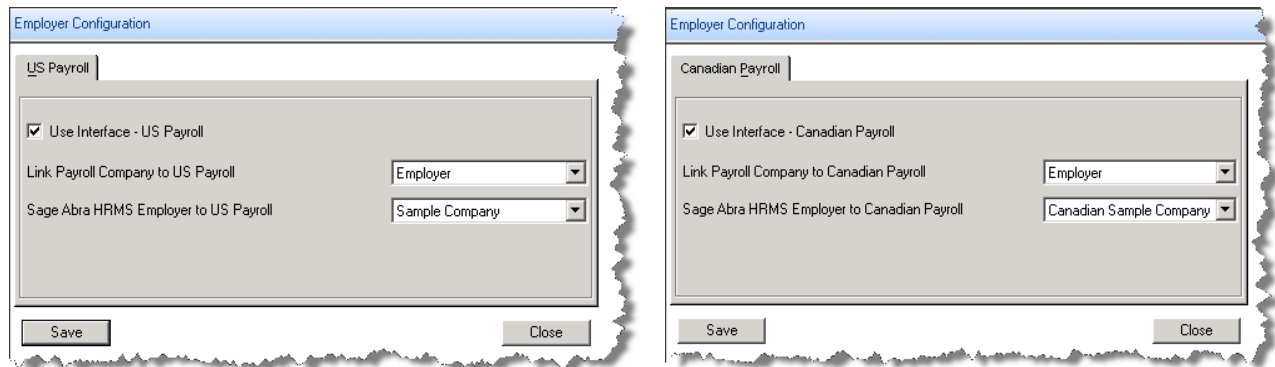 Employer Configuration
US Payroll
Use Interface - US Payroll
Link Payroll Company to US Payroll Employer
Sage Abra HRMS Employer to US Payroll Sample Company
Save Close
Employer Configuration
Canadian Payroll
Use Interface - Canadian Payroll
Link Payroll Company to Canadian Payroll Employer
Sage Abra HRMS Employer to Canadian Payroll Canadian Sample Company
Save Close